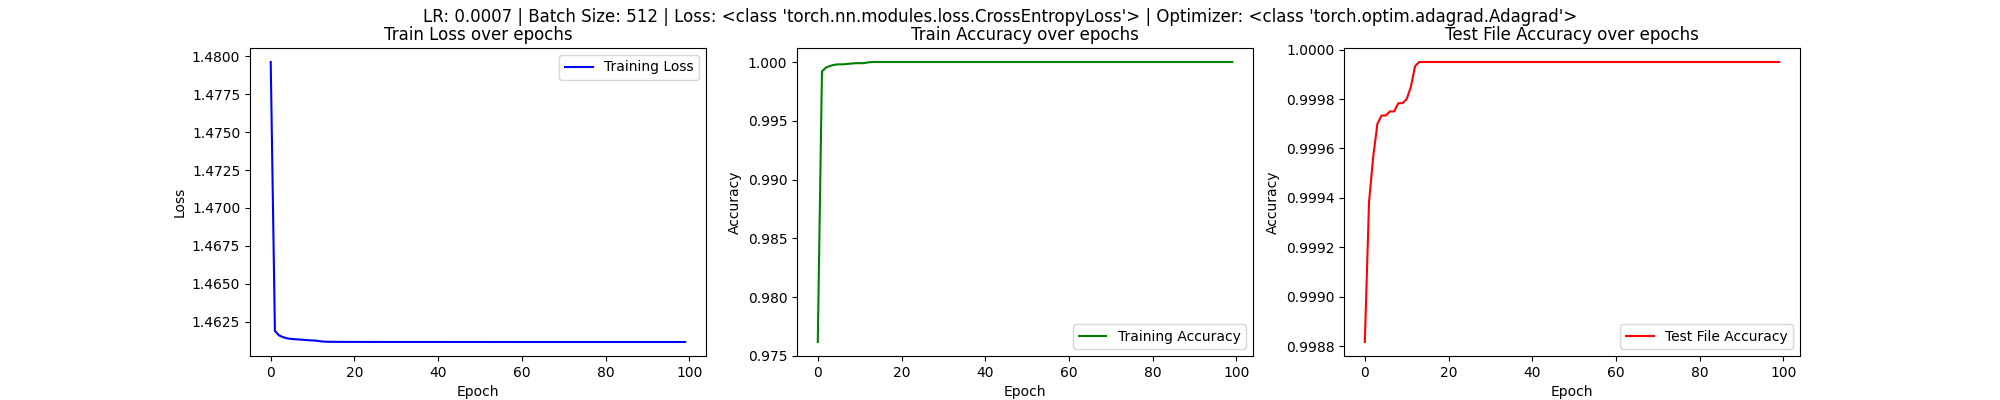 LR: 0.0007 | Batch Size: 512 | Loss: <class 'torch.nn.modules.loss.CrossEntropyLoss'> | Optimizer: <class 'torch.optim.adagrad.Adagrad'>
Train Loss over epochs
1.4800
1.4775
1.4750
1.4725
1.4700
1.4675
1.4650
1.4625
Loss
Training Loss
0 20 40 60 80 100
Epoch
Train Accuracy over epochs
1.000
0.995
0.990
0.985
0.980
0.975
Accuracy
Training Accuracy
0 20 40 60 80 100
Epoch
Test File Accuracy over epochs
1.0000
0.9998
0.9996
0.9994
0.9992
0.9990
0.9988
Accuracy
Test File Accuracy
0 20 40 60 80 100
Epoch